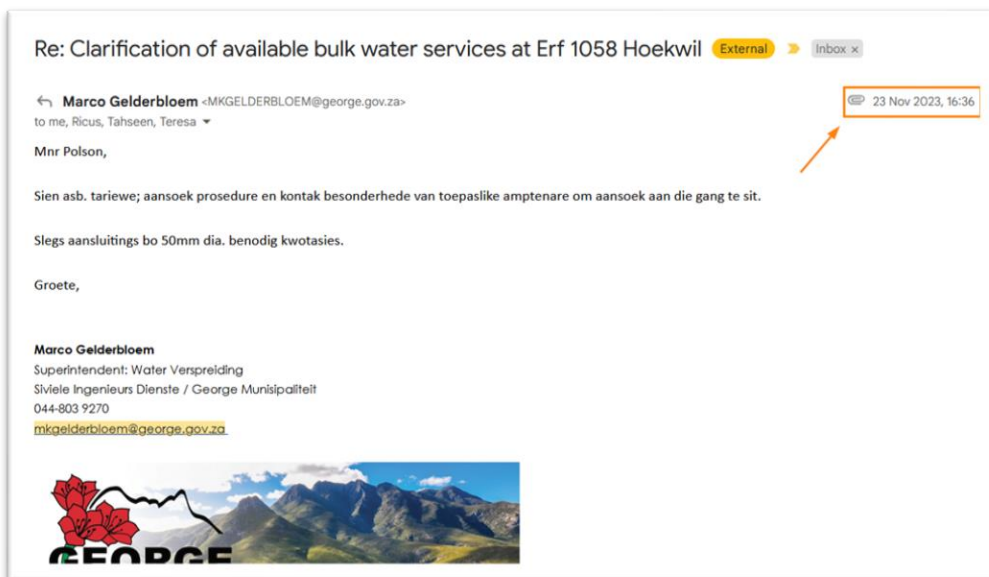 Re: Clarification of available bulk water services at Erf 1058 Hoekwil External Inbox ×
Marco Gelderbloem <MKGELDERBLOEM@george.gov.za> 23 Nov 2023, 16:36
to me, Ricus, Tahseen, Teresa
Mnr Polson,
Sien asb. tariewe; aansoek prosedure en kontak besonderhede van toepaslike amptenare om aansoek aan die gang te sit.
Slegs aansluitings bo 50mm dia. benodig kwotasies.
Groete,
Marco Gelderbloem
Superintendent: Water Verspreiding
Siviele Ingenieurs Dienste / George Munisipaliteit
044-803 9270
mkgelderbloem@george.gov.za
GEORGE